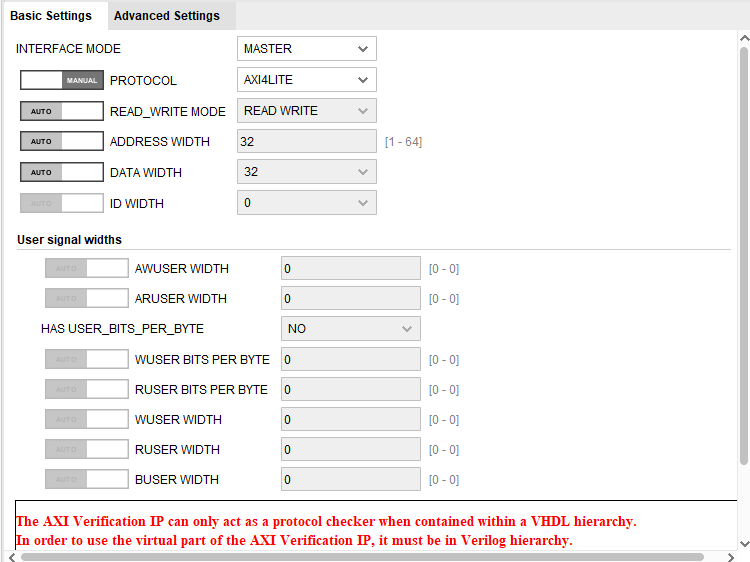 Basic Settings Advanced Settings
INTERFACE MODE MASTER
MANUAL PROTOCOL AXI4LITE
AUTO READ_WRITE MODE READ WRITE
AUTO ADDRESS WIDTH 32 [1 - 64]
AUTO DATA WIDTH 32
AUTO ID WIDTH 0
User signal widths
AUTO AWUSER WIDTH 0 [0 - 0]
AUTO ARUSER WIDTH 0 [0 - 0]
HAS USER_BITS_PER_BYTE NO
AUTO WUSER BITS PER BYTE 0 [0 - 0]
AUTO RUSER BITS PER BYTE 0 [0 - 0]
AUTO WUSER WIDTH 0 [0 - 0]
AUTO RUSER WIDTH 0 [0 - 0]
AUTO BUSER WIDTH 0 [0 - 0]
The AXI Verification IP can only act as a protocol checker when contained within a VHDL hierarchy.
In order to use the virtual part of the AXI Verification IP, it must be in Verilog hierarchy.